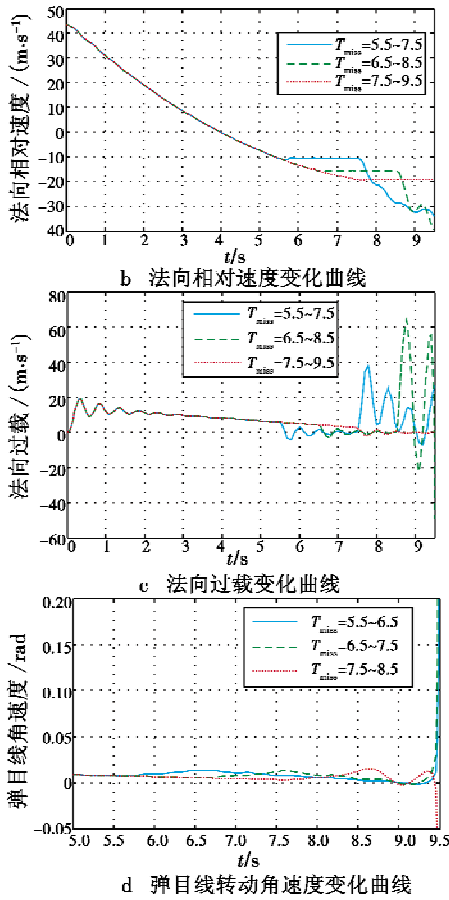 50
40
30
20
10
0
-10
-20
-30
-40
法向相对速度/(m·s⁻¹)
T_miss=5.5~7.5
T_miss=6.5~8.5
T_miss=7.5~9.5
0 1 2 3 4 5 6 7 8 9
t/s
b 法向相对速度变化曲线
80
60
40
20
0
-20
-40
-60
法向过载/(m·s⁻¹)
T_miss=5.5~7.5
T_miss=6.5~8.5
T_miss=7.5~9.5
0 1 2 3 4 5 6 7 8 9
t/s
c 法向过载变化曲线
0.20
0.15
0.10
0.05
0
-0.05
弹目线角速度/rad
T_miss=5.5~6.5
T_miss=6.5~7.5
T_miss=7.5~8.5
5.0 5.5 6.0 6.5 7.0 7.5 8.0 8.5 9.0 9.5
t/s
d 弹目线转动角速度变化曲线